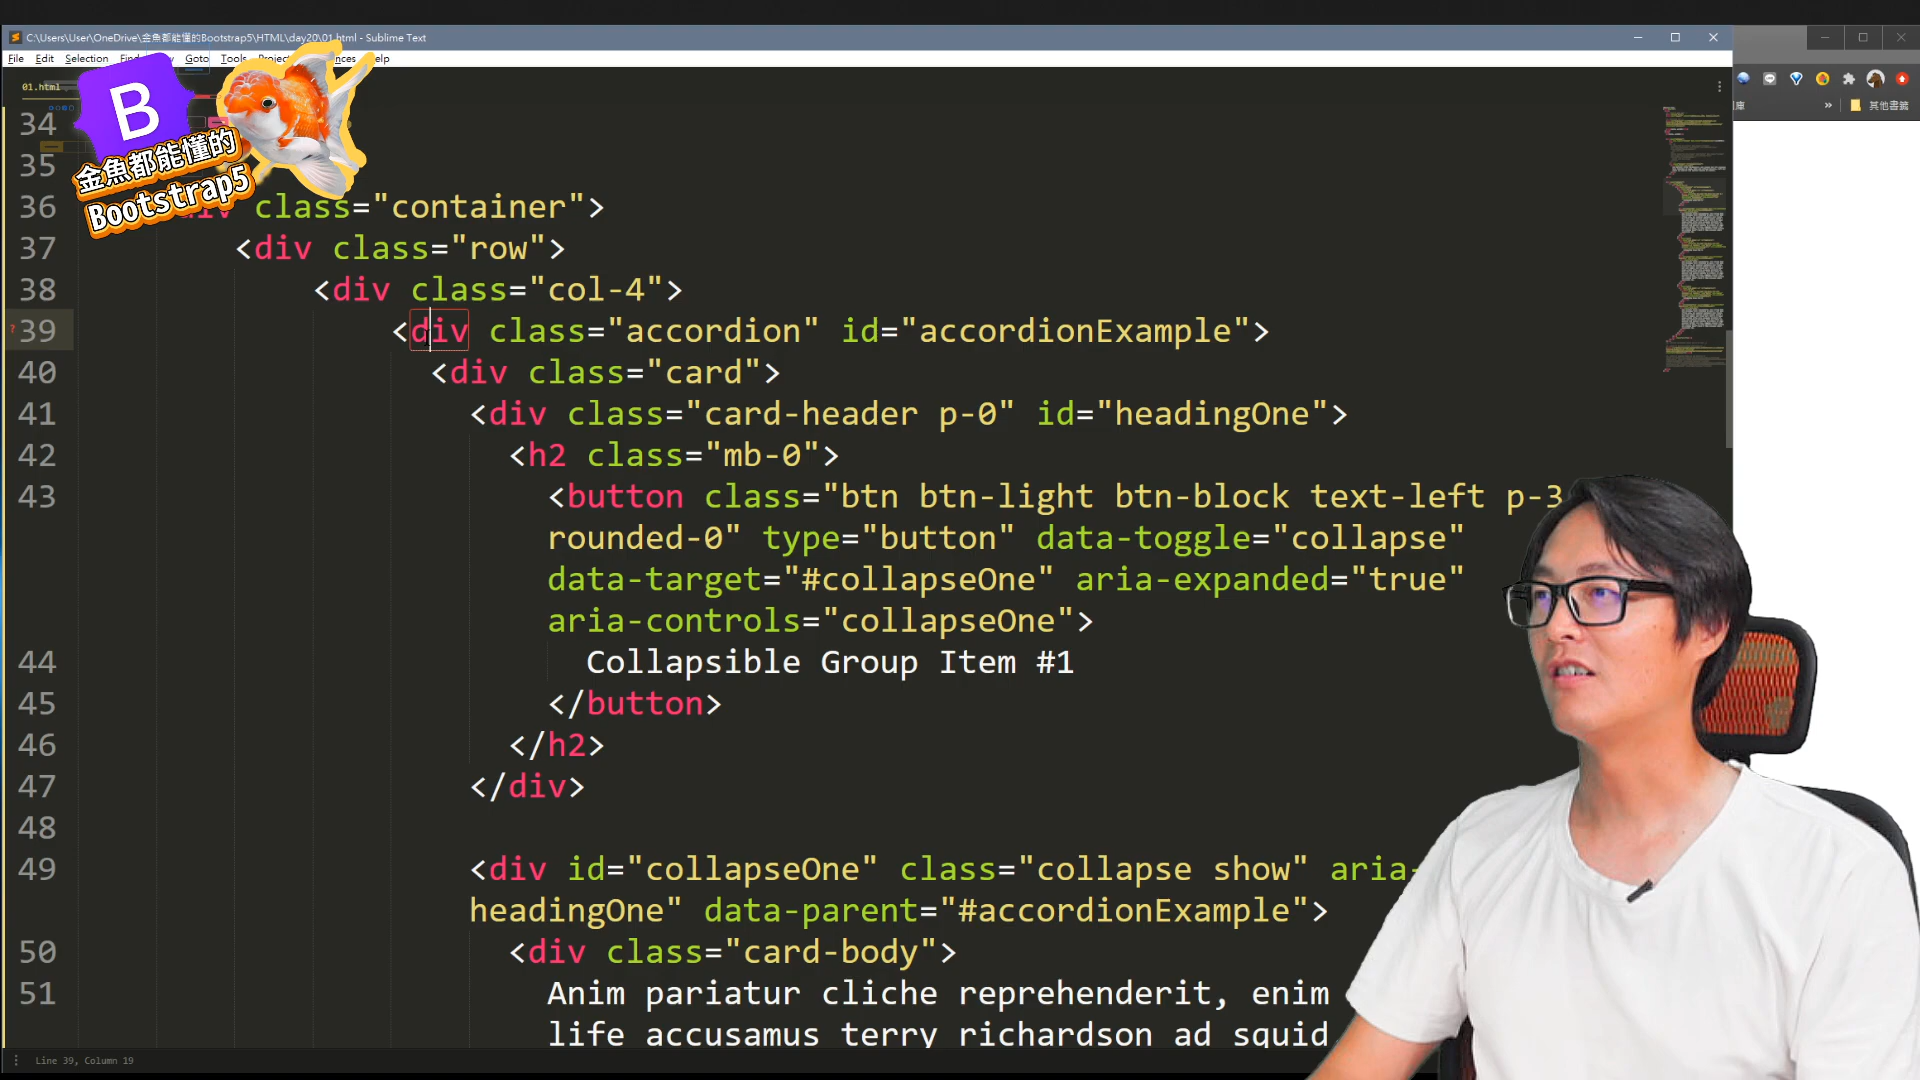 C:\Users\User\OneDrive\金魚都能懂的Bootstrap5\HTML\day20\01.html - Sublime Text
File Edit Selection Find Goto Tools Project
01.html
B
金魚都能懂的
Bootstrap5
34
35
36 div class="container">
37 <div class="row">
38 <div class="col-4">
39 <div class="accordion" id="accordionExample">
40 <div class="card">
41 <div class="card-header p-0" id="headingOne">
42 <h2 class="mb-0">
43 <button class="btn btn-light btn-block text-left p-3
rounded-0" type="button" data-toggle="collapse"
data-target="#collapseOne" aria-expanded="true"
aria-controls="collapseOne">
44 Collapsible Group Item #1
45 </button>
46 </h2>
47 </div>
48
49 <div id="collapseOne" class="collapse show" aria-
headingOne" data-parent="#accordionExample">
50 <div class="card-body">
51 Anim pariatur cliche reprehenderit, enim
life accusamus terry richardson ad squid
Line 39, Column 19
» 其他書籤